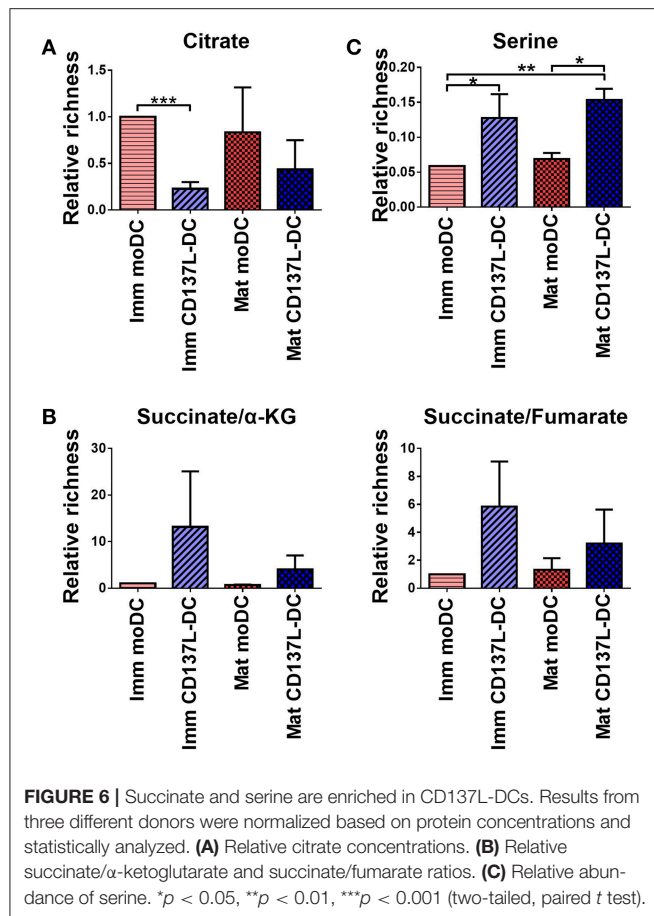 A
Citrate
Relative richness
1.5
1.0
0.5
0.0
***
Imm moDC
Imm CD137L-DC
Mat moDC
Mat CD137L-DC
C
Serine
Relative richness
0.20
0.15
0.10
0.05
0.00
*
**
*
Imm moDC
Imm CD137L-DC
Mat moDC
Mat CD137L-DC
B
Succinate/α-KG
Relative richness
30
20
10
0
Imm moDC
Imm CD137L-DC
Mat moDC
Mat CD137L-DC
Succinate/Fumarate
Relative richness
10
8
6
4
2
0
Imm moDC
Imm CD137L-DC
Mat moDC
Mat CD137L-DC
FIGURE 6 | Succinate and serine are enriched in CD137L-DCs. Results from
three different donors were normalized based on protein concentrations and
statistically analyzed. (A) Relative citrate concentrations. (B) Relative
succinate/α-ketoglutarate and succinate/fumarate ratios. (C) Relative abun-
dance of serine. *p < 0.05, **p < 0.01, ***p < 0.001 (two-tailed, paired t test).